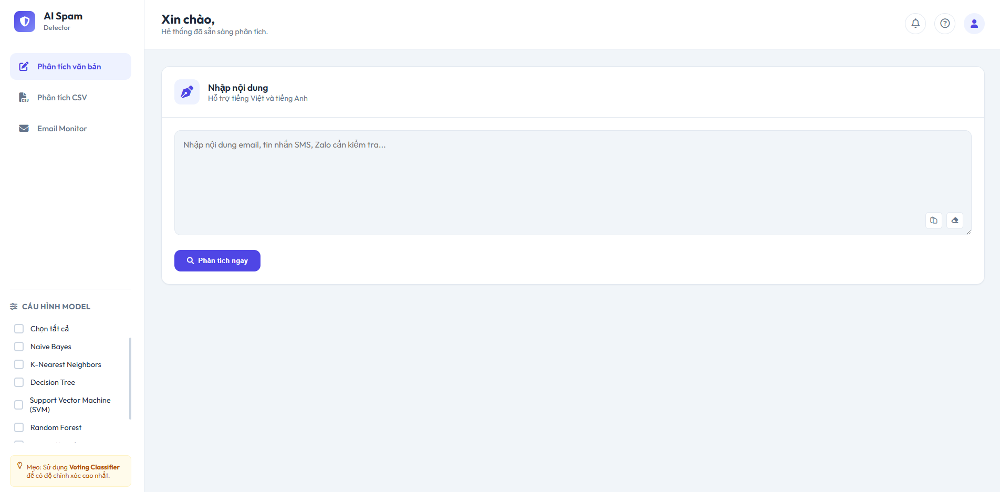 AI Spam
Detector
Phân tích văn bản
CSV
Phân tích CSV
Email Monitor
CẤU HÌNH MODEL
Chọn tất cả
Naive Bayes
K-Nearest Neighbors
Decision Tree
Support Vector Machine
(SVM)
Random Forest
Mẹo: Sử dụng Voting Classifier
để có độ chính xác cao nhất.
Xin chào,
Hệ thống đã sẵn sàng phân tích.
Nhập nội dung
Hỗ trợ tiếng Việt và tiếng Anh
Nhập nội dung email, tin nhắn SMS, Zalo cần kiểm tra...
Phân tích ngay